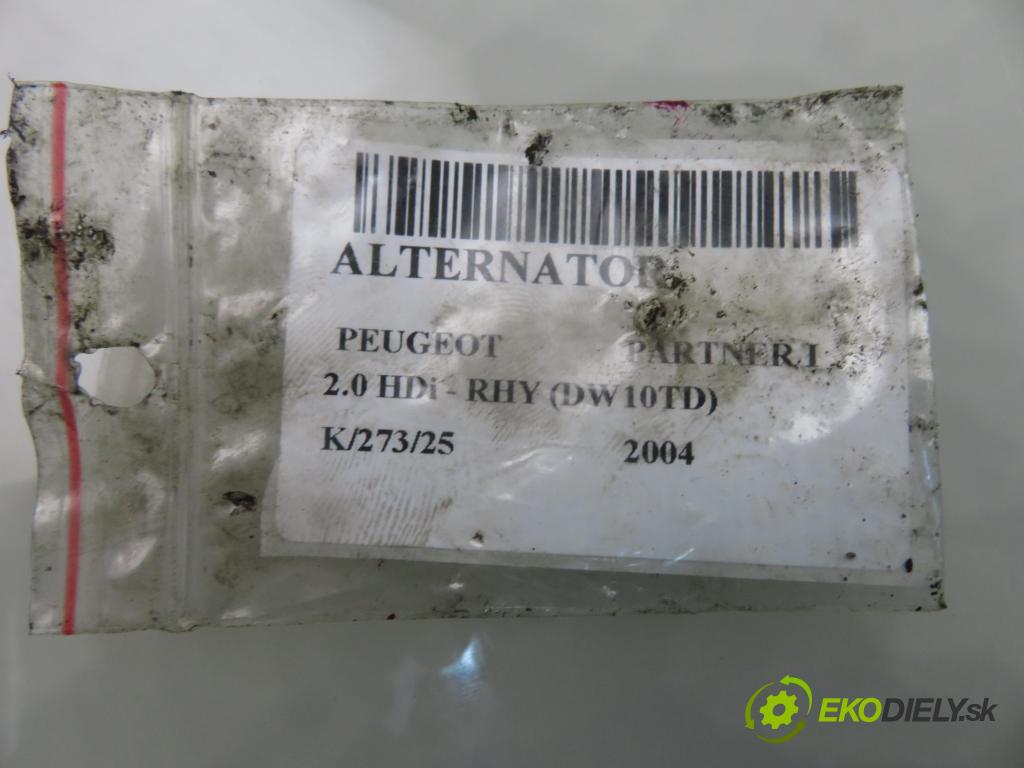 ALTERNATOR
PEUGEOT PARTNER I
2.0 HDi - RHY (DW10TD)
K/273/25 2004
EKODIELY.sk